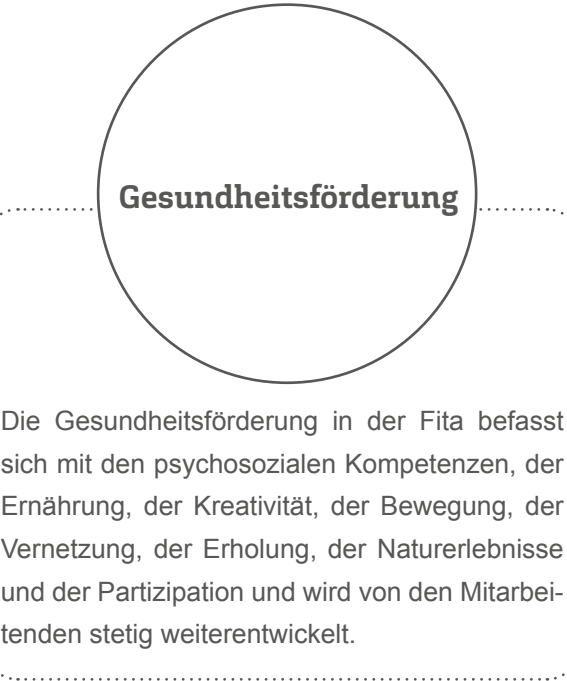 Gesundheitsförderung
Die Gesundheitsförderung in der Fita befasst
sich mit den psychosozialen Kompetenzen, der
Ernährung, der Kreativität, der Bewegung, der
Vernetzung, der Erholung, der Naturerlebnisse
und der Partizipation und wird von den Mitarbei-
tenden stetig weiterentwickelt.